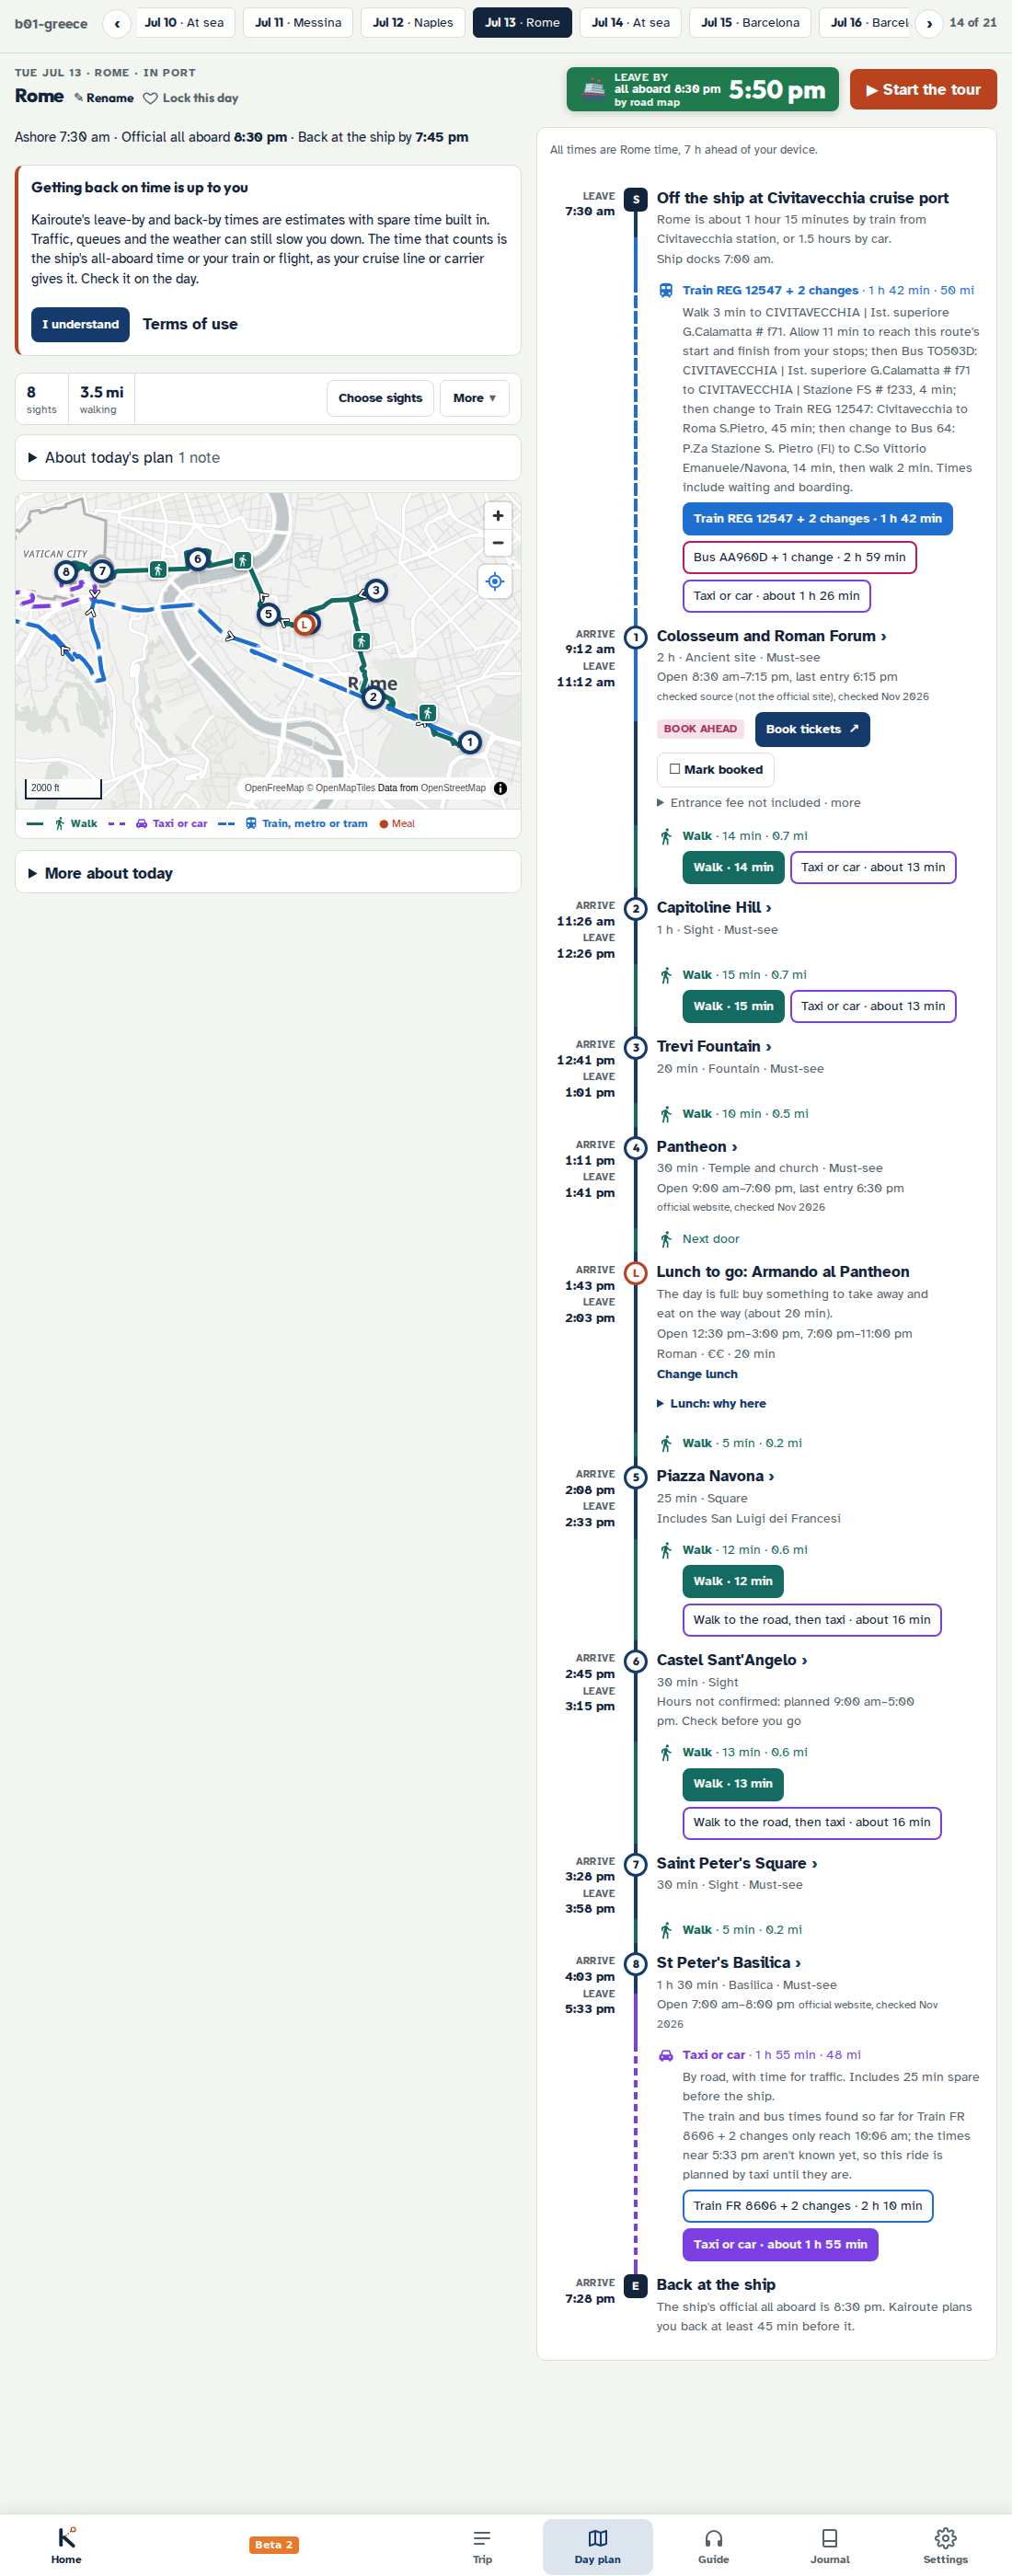 b01-greece
‹
Jul 10 · At sea
Jul 11 · Messina
Jul 12 · Naples
Jul 13 · Rome
Jul 14 · At sea
Jul 15 · Barcelona
Jul 16 · Barcel
›
14 of 21
TUE JUL 13 · ROME · IN PORT
Rome ✎ Rename ♡ Lock this day
LEAVE BY
all aboard 8:30 pm
by road map
5:50 pm
▶ Start the tour
Ashore 7:30 am · Official all aboard 8:30 pm · Back at the ship by 7:45 pm
Getting back on time is up to you
Kairoute's leave-by and back-by times are estimates with spare time built in.
Traffic, queues and the weather can still slow you down. The time that counts is
the ship's all-aboard time or your train or flight, as your cruise line or carrier
gives it. Check it on the day.
I understand
Terms of use
8
sights
3.5 mi
walking
Choose sights
More ▼
▶ About today's plan 1 note
VATICAN CITY
8
7
6
3
5
L
2
1
+
−
2000 ft
OpenFreeMap © OpenMapTiles Data from OpenStreetMap
Walk
Taxi or car
Train, metro or tram
Meal
▶ More about today
All times are Rome time, 7 h ahead of your device.
LEAVE
7:30 am
S
Off the ship at Civitavecchia cruise port
Rome is about 1 hour 15 minutes by train from
Civitavecchia station, or 1.5 hours by car.
Ship docks 7:00 am.
Train REG 12547 + 2 changes · 1 h 42 min · 50 mi
Walk 3 min to CIVITAVECCHIA | Ist. superiore
G.Calamatta # f71. Allow 11 min to reach this route's
start and finish from your stops; then Bus TO503D:
CIVITAVECCHIA | Ist. superiore G.Calamatta # f71
to CIVITAVECCHIA | Stazione FS # f233, 4 min;
then change to Train REG 12547: Civitavecchia to
Roma S.Pietro, 45 min; then change to Bus 64:
P.Za Stazione S. Pietro (Fl) to C.So Vittorio
Emanuele/Navona, 14 min, then walk 2 min. Times
include waiting and boarding.
Train REG 12547 + 2 changes · 1 h 42 min
Bus AA960D + 1 change · 2 h 59 min
Taxi or car · about 1 h 26 min
ARRIVE
9:12 am
LEAVE
11:12 am
1
Colosseum and Roman Forum ›
2 h · Ancient site · Must-see
Open 8:30 am–7:15 pm, last entry 6:15 pm
checked source (not the official site), checked Nov 2026
BOOK AHEAD
Book tickets ↗
☐ Mark booked
▶ Entrance fee not included · more
Walk · 14 min · 0.7 mi
Walk · 14 min
Taxi or car · about 13 min
ARRIVE
11:26 am
LEAVE
12:26 pm
2
Capitoline Hill ›
1 h · Sight · Must-see
Walk · 15 min · 0.7 mi
Walk · 15 min
Taxi or car · about 13 min
ARRIVE
12:41 pm
LEAVE
1:01 pm
3
Trevi Fountain ›
20 min · Fountain · Must-see
Walk · 10 min · 0.5 mi
ARRIVE
1:11 pm
LEAVE
1:41 pm
4
Pantheon ›
30 min · Temple and church · Must-see
Open 9:00 am–7:00 pm, last entry 6:30 pm
official website, checked Nov 2026
Next door
ARRIVE
1:43 pm
LEAVE
2:03 pm
L
Lunch to go: Armando al Pantheon
The day is full: buy something to take away and
eat on the way (about 20 min).
Open 12:30 pm–3:00 pm, 7:00 pm–11:00 pm
Roman · €€ · 20 min
Change lunch
▶ Lunch: why here
Walk · 5 min · 0.2 mi
ARRIVE
2:08 pm
LEAVE
2:33 pm
5
Piazza Navona ›
25 min · Square
Includes San Luigi dei Francesi
Walk · 12 min · 0.6 mi
Walk · 12 min
Walk to the road, then taxi · about 16 min
ARRIVE
2:45 pm
LEAVE
3:15 pm
6
Castel Sant'Angelo ›
30 min · Sight
Hours not confirmed: planned 9:00 am–5:00
pm. Check before you go
Walk · 13 min · 0.6 mi
Walk · 13 min
Walk to the road, then taxi · about 16 min
ARRIVE
3:28 pm
LEAVE
3:58 pm
7
Saint Peter's Square ›
30 min · Sight · Must-see
Walk · 5 min · 0.2 mi
ARRIVE
4:03 pm
LEAVE
5:33 pm
8
St Peter's Basilica ›
1 h 30 min · Basilica · Must-see
Open 7:00 am–8:00 pm official website, checked Nov
2026
Taxi or car · 1 h 55 min · 48 mi
By road, with time for traffic. Includes 25 min spare
before the ship.
The train and bus times found so far for Train FR
8606 + 2 changes only reach 10:06 am; the times
near 5:33 pm aren't known yet, so this ride is
planned by taxi until they are.
Train FR 8606 + 2 changes · 2 h 10 min
Taxi or car · about 1 h 55 min
ARRIVE
7:28 pm
E
Back at the ship
The ship's official all aboard is 8:30 pm. Kairoute plans
you back at least 45 min before it.
Home
Beta 2
Trip
Day plan
Guide
Journal
Settings